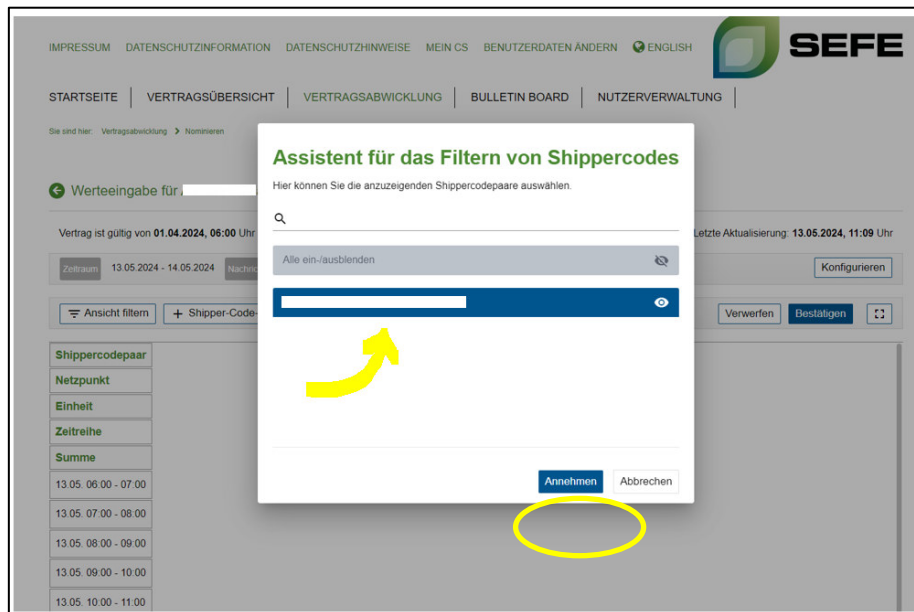 IMPRESSUM DATENSCHUTZINFORMATION DATENSCHUTZHINWEISE MEIN CS BENUTZERDATEN ÄNDERN ENGLISH
SEFE
STARTSEITE VERTRAGSÜBERSICHT VERTRAGSABWICKLUNG BULLETIN BOARD NUTZERVERWALTUNG
Sie sind hier: Vertragsabwicklung > Nominieren
Assistent für das Filtern von Shippercodes
Hier können Sie die anzuzeigenden Shippercodepaare auswählen.
Werteeingabe für
Vertrag ist gültig von 01.04.2024, 06:00 Uhr
Letzte Aktualisierung: 13.05.2024, 11:09 Uhr
Alle ein-/ausblenden
Zeitraum 13.05.2024 - 14.05.2024
Konfigurieren
Ansicht filtern + Shipper-Code-
Verwerfen Bestätigen
Shippercodepaar
Netzpunkt
Einheit
Zeitreihe
Summe
Annehmen Abbrechen
13.05. 06:00 - 07:00
13.05. 07:00 - 08:00
13.05. 08:00 - 09:00
13.05. 09:00 - 10:00
13.05. 10:00 - 11:00